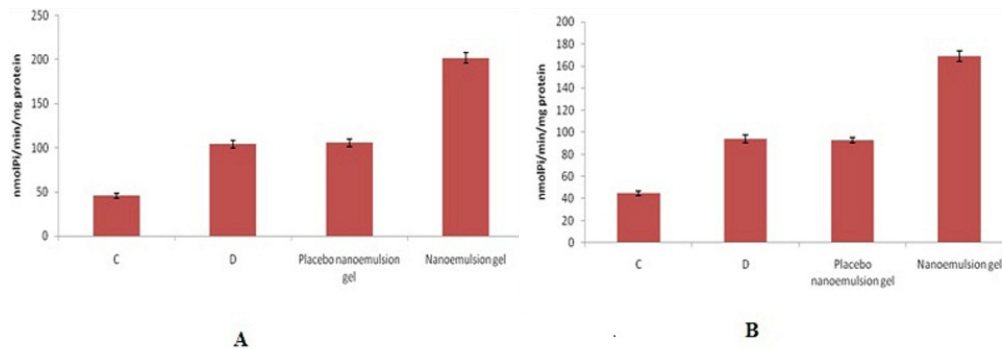 nmolPi/min/mg protein
250
200
150
100
50
0
C
D
Placebo nanoemulsion
gel
Nanoemulsion gel
A
nmolPi/min/mg protein
200
180
160
140
120
100
80
60
40
20
0
C
D
Placebo
nanoemulsion gel
Nanoemulsion gel
B